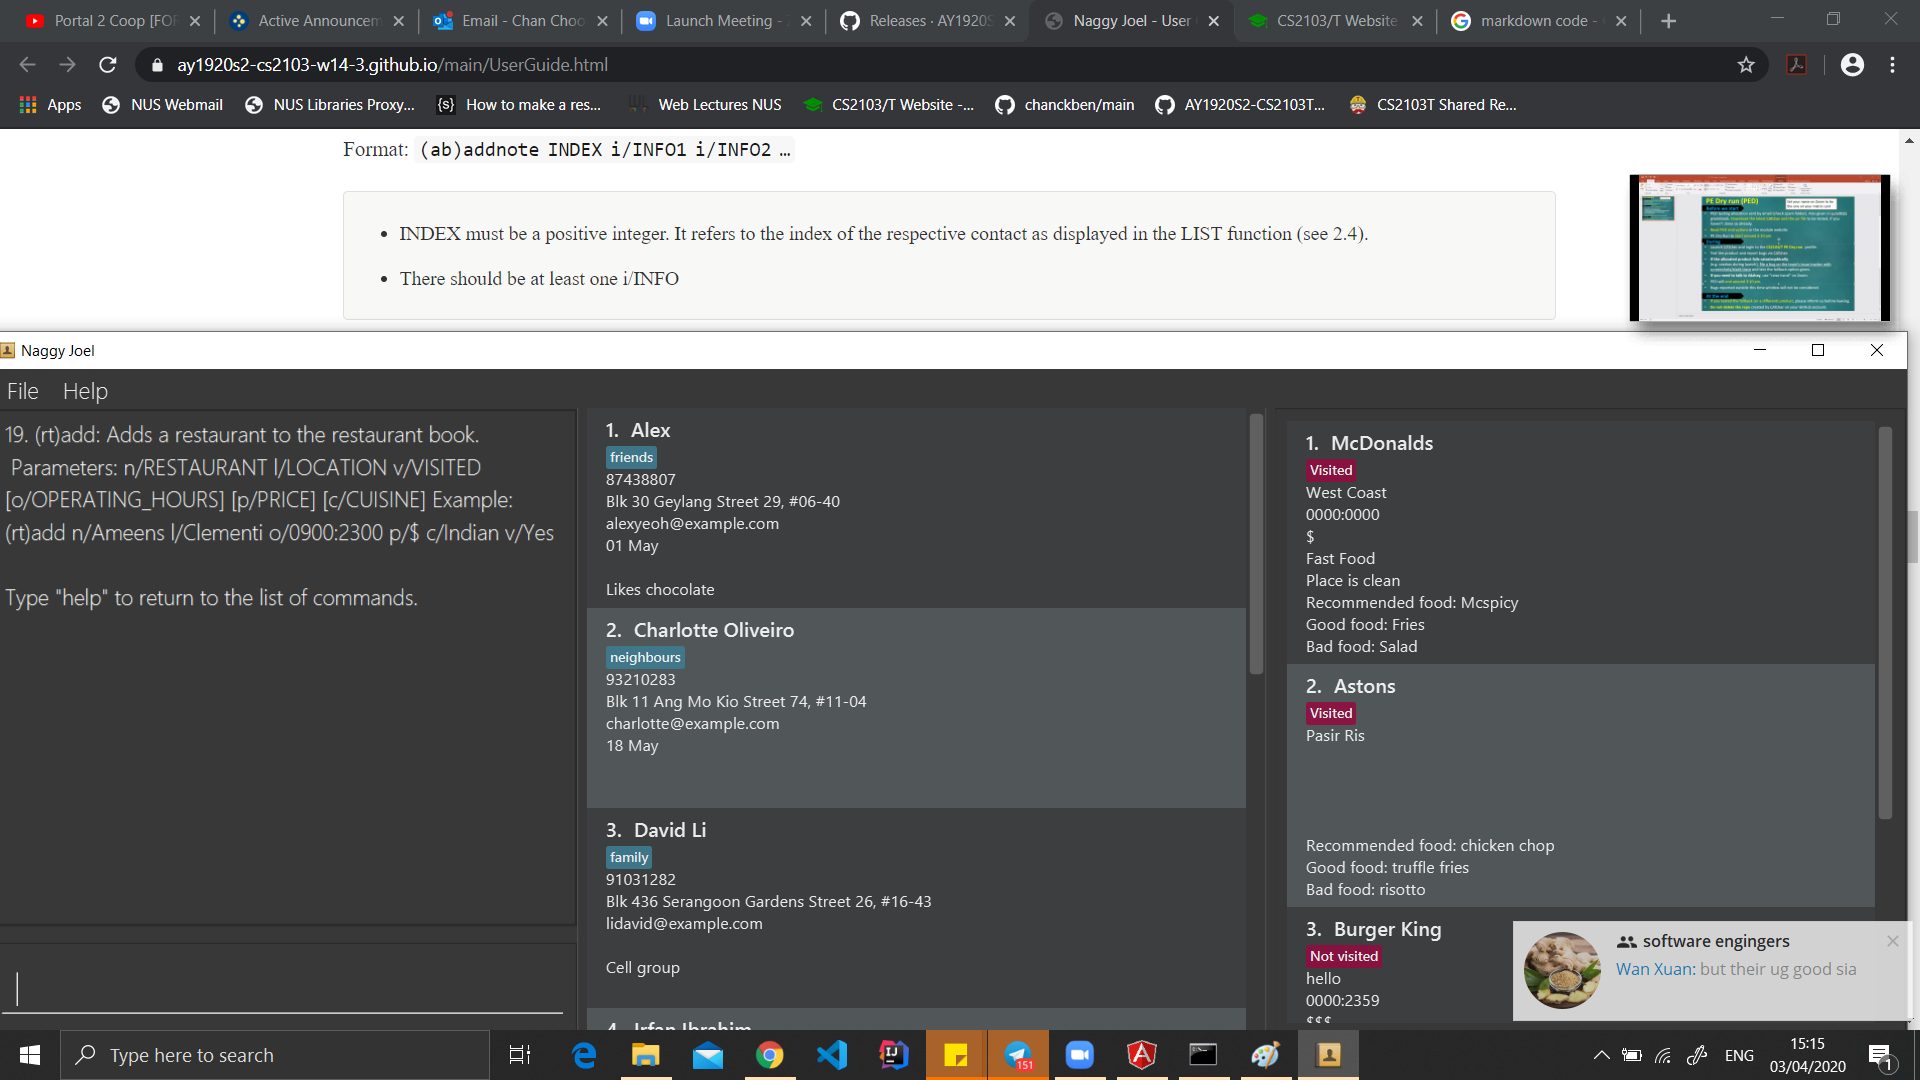 Portal 2 Coop [FOR
Active Announcem
Email - Chan Choo
Launch Meeting - Z
Releases · AY1920S
Naggy Joel - User
CS2103/T Website
markdown code -
ay1920s2-cs2103-w14-3.github.io/main/UserGuide.html
Apps
NUS Webmail
NUS Libraries Proxy...
{s}
How to make a res...
Web Lectures NUS
CS2103/T Website -...
chanckben/main
AY1920S2-CS2103T...
CS2103T Shared Re...
Format: (ab)addnote INDEX i/INFO1 i/INFO2 …
• INDEX must be a positive integer. It refers to the index of the respective contact as displayed in the LIST function (see 2.4).
• There should be at least one i/INFO
PE Dry run (PED)
Naggy Joel
File Help
19. (rt)add: Adds a restaurant to the restaurant book.
Parameters: n/RESTAURANT l/LOCATION v/VISITED
[o/OPERATING_HOURS] [p/PRICE] [c/CUISINE] Example:
(rt)add n/Ameens l/Clementi o/0900:2300 p/$ c/Indian v/Yes
Type "help" to return to the list of commands.
1. Alex
friends
87438807
Blk 30 Geylang Street 29, #06-40
alexyeoh@example.com
01 May
Likes chocolate
2. Charlotte Oliveiro
neighbours
93210283
Blk 11 Ang Mo Kio Street 74, #11-04
charlotte@example.com
18 May
3. David Li
family
91031282
Blk 436 Serangoon Gardens Street 26, #16-43
lidavid@example.com
Cell group
4. Irfan Ibrahim
1. McDonalds
Visited
West Coast
0000:0000
$
Fast Food
Place is clean
Recommended food: Mcspicy
Good food: Fries
Bad food: Salad
2. Astons
Visited
Pasir Ris
Recommended food: chicken chop
Good food: truffle fries
Bad food: risotto
3. Burger King
Not visited
hello
0000:2359
$$$
software engingers
Wan Xuan: but their ug good sia
Type here to search
151
ENG
15:15
03/04/2020
1